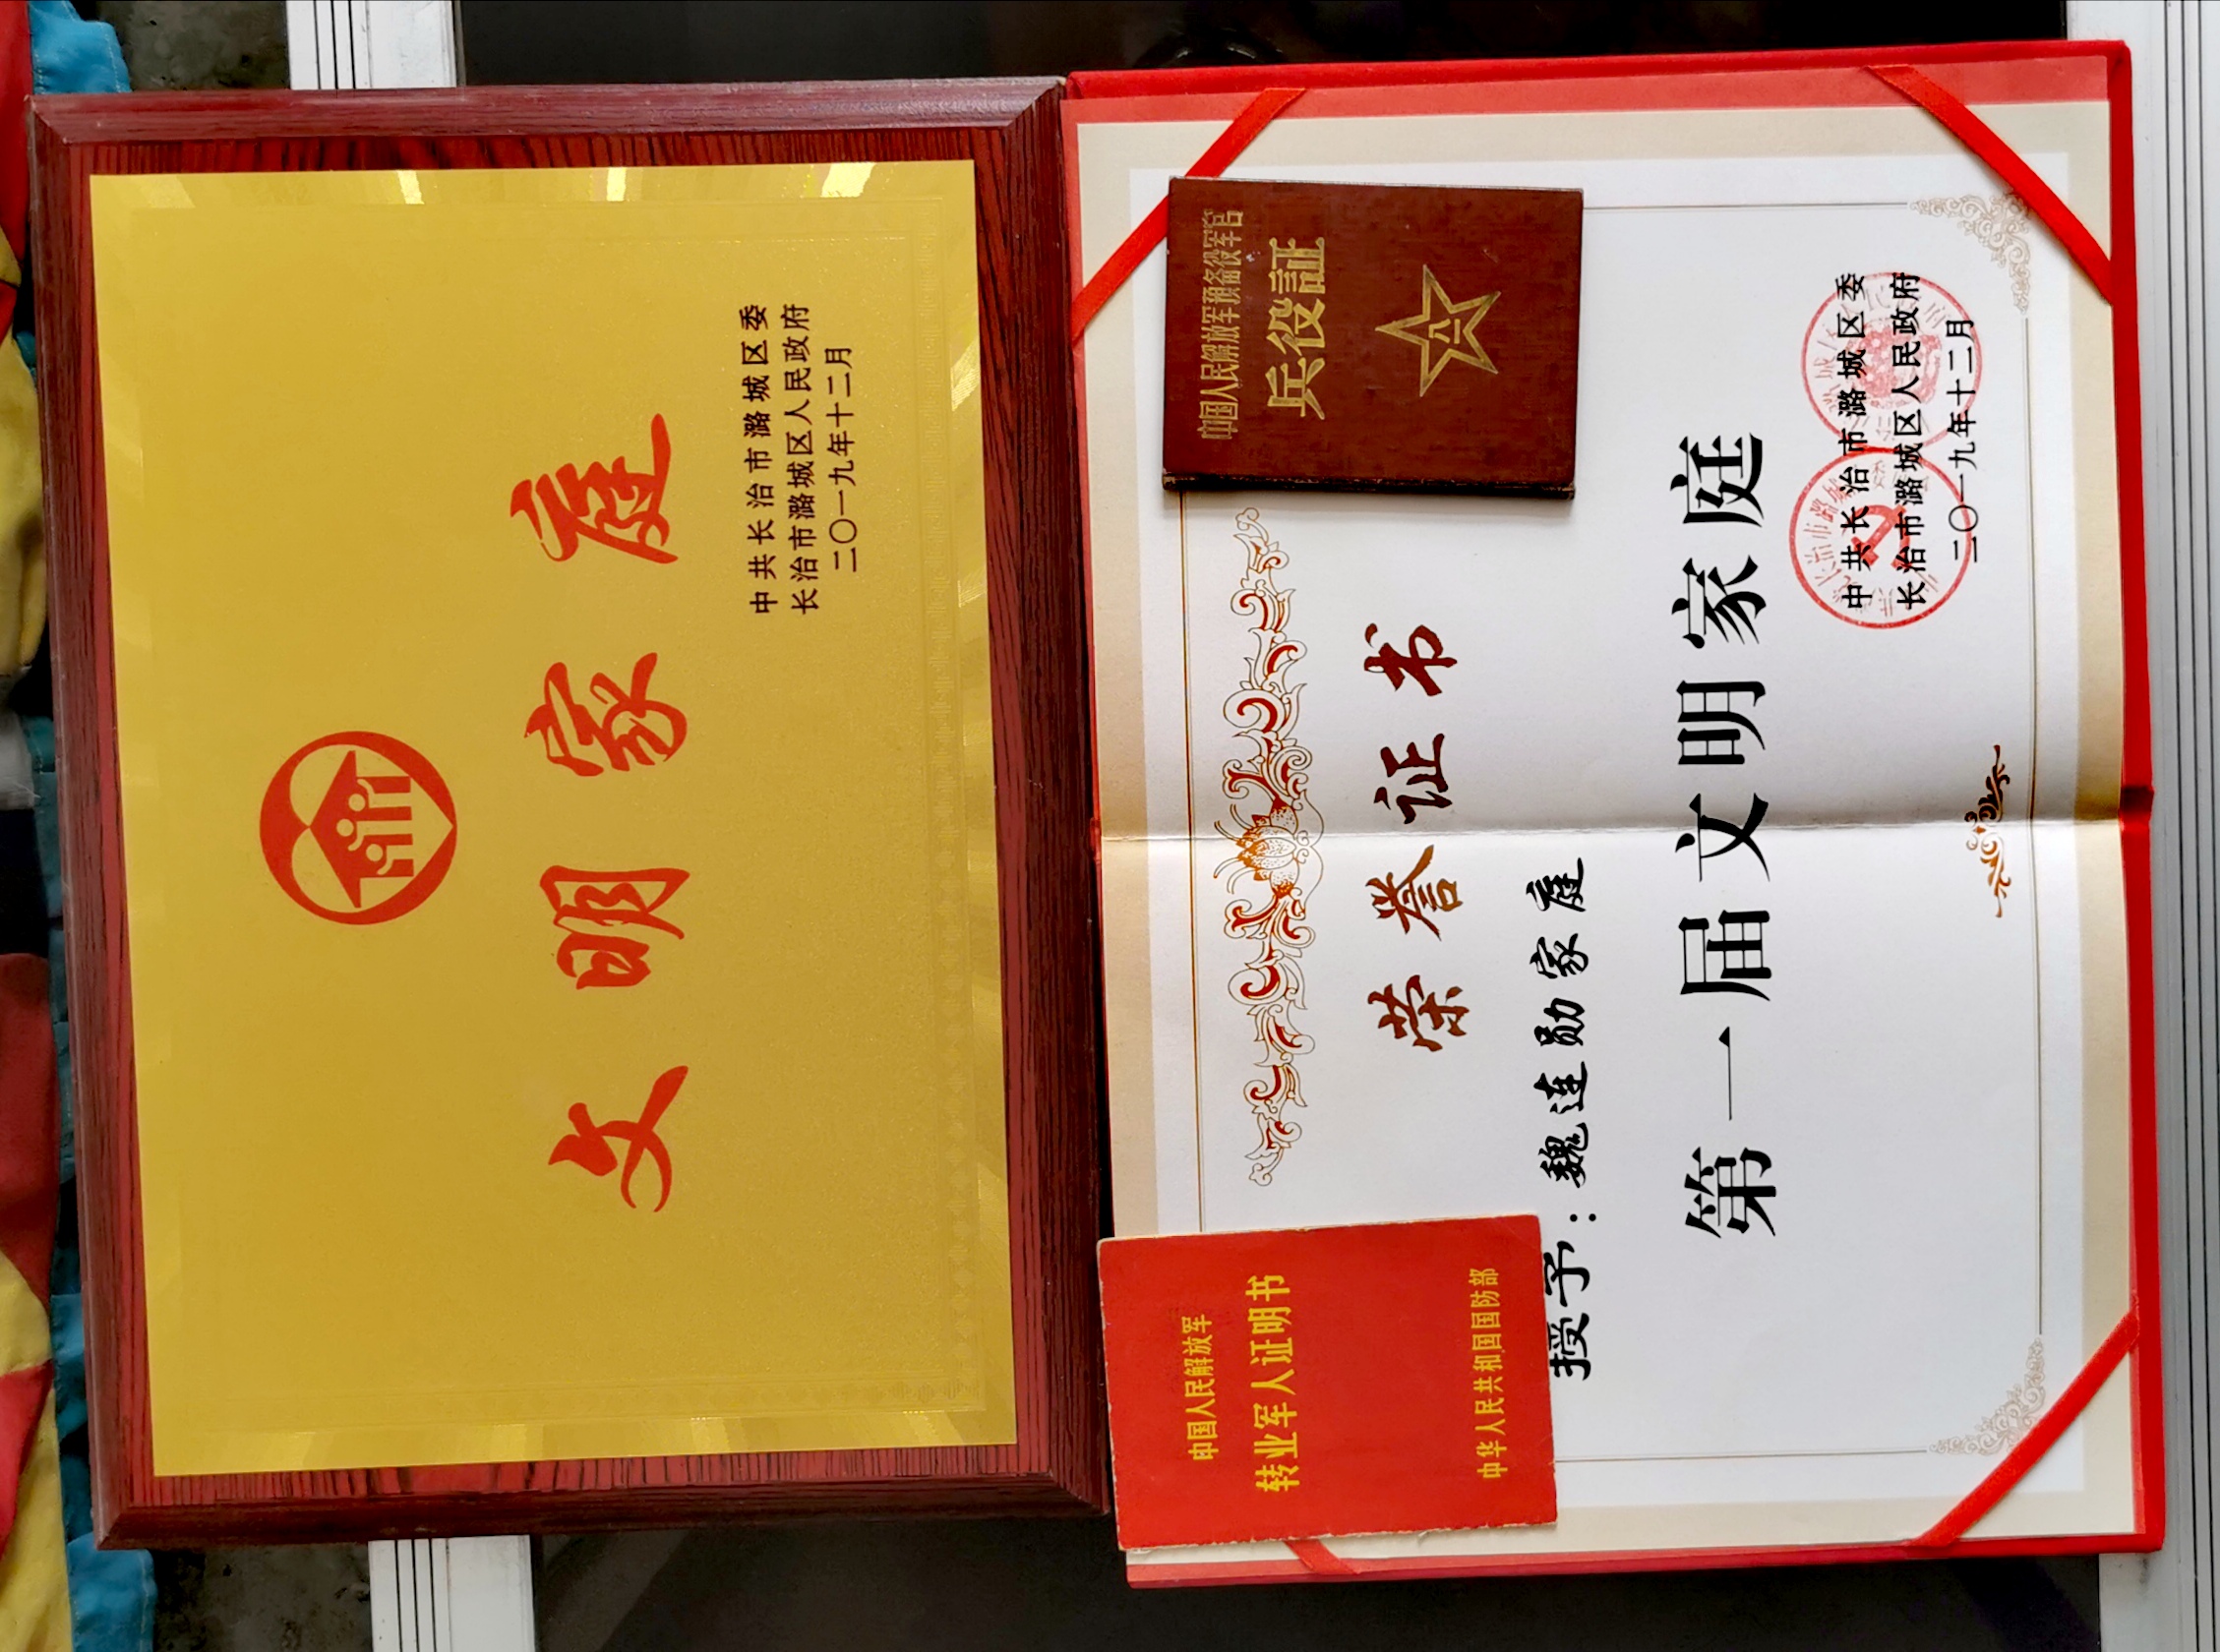 文明家庭
中共长治市潞城区委
长治市潞城区人民政府
二〇一九年十二月
中国人民解放军
转业军人证明书
中华人民共和国国防部
中国人民解放军预备役军官
兵役証
八一
荣誉证书
授予：魏连勋家庭
第一届文明家庭
中共长治市潞城区委
长治市潞城区人民政府
二〇一九年十二月